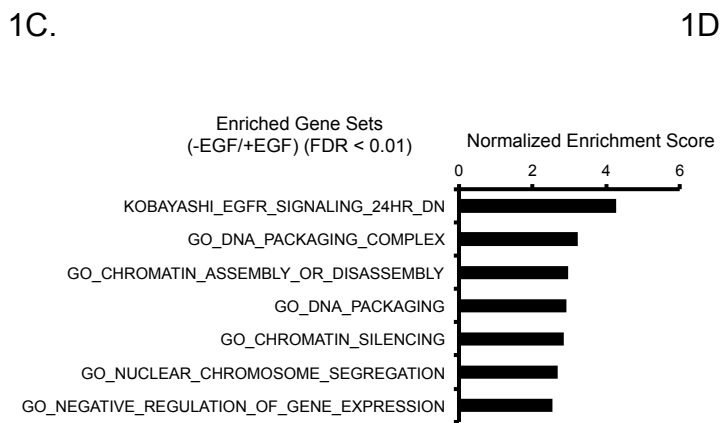 1C.
1D
Enriched Gene Sets
(-EGF/+EGF) (FDR < 0.01)
Normalized Enrichment Score
0 2 4 6
KOBAYASHI_EGFR_SIGNALING_24HR_DN
GO_DNA_PACKAGING_COMPLEX
GO_CHROMATIN_ASSEMBLY_OR_DISASSEMBLY
GO_DNA_PACKAGING
GO_CHROMATIN_SILENCING
GO_NUCLEAR_CHROMOSOME_SEGREGATION
GO_NEGATIVE_REGULATION_OF_GENE_EXPRESSION